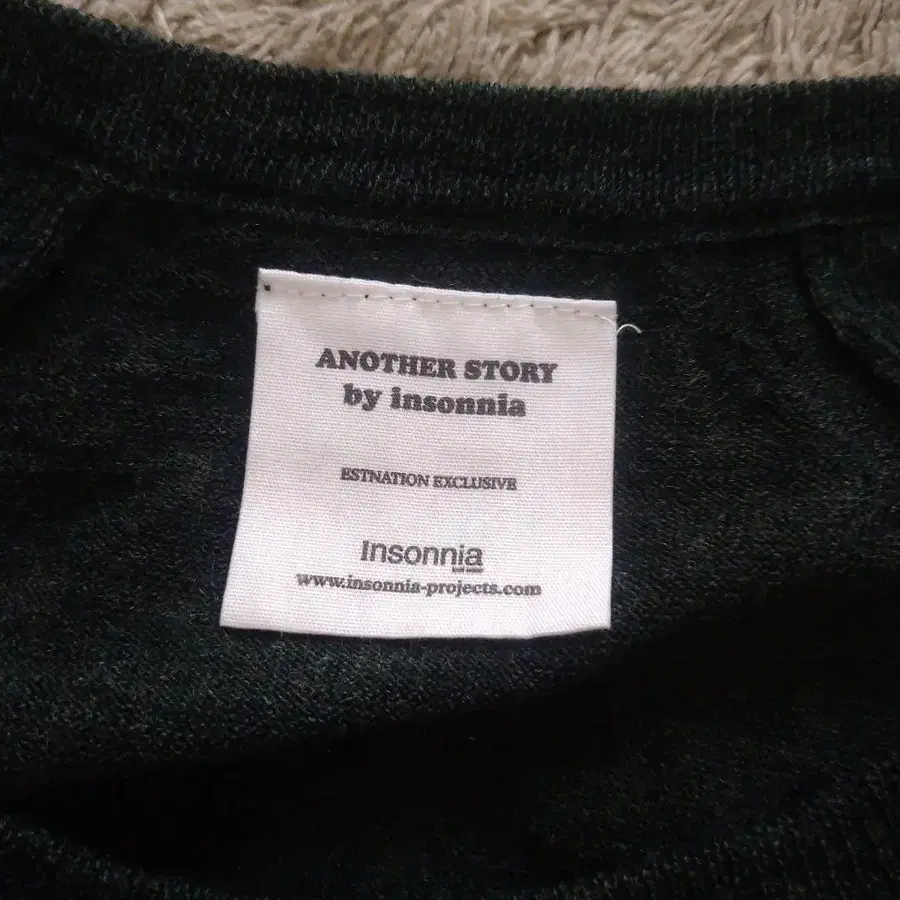 ANOTHER STORY
by insonnia
ESTNATION EXCLUSIVE
Insonnia
www.insonnia-projects.com